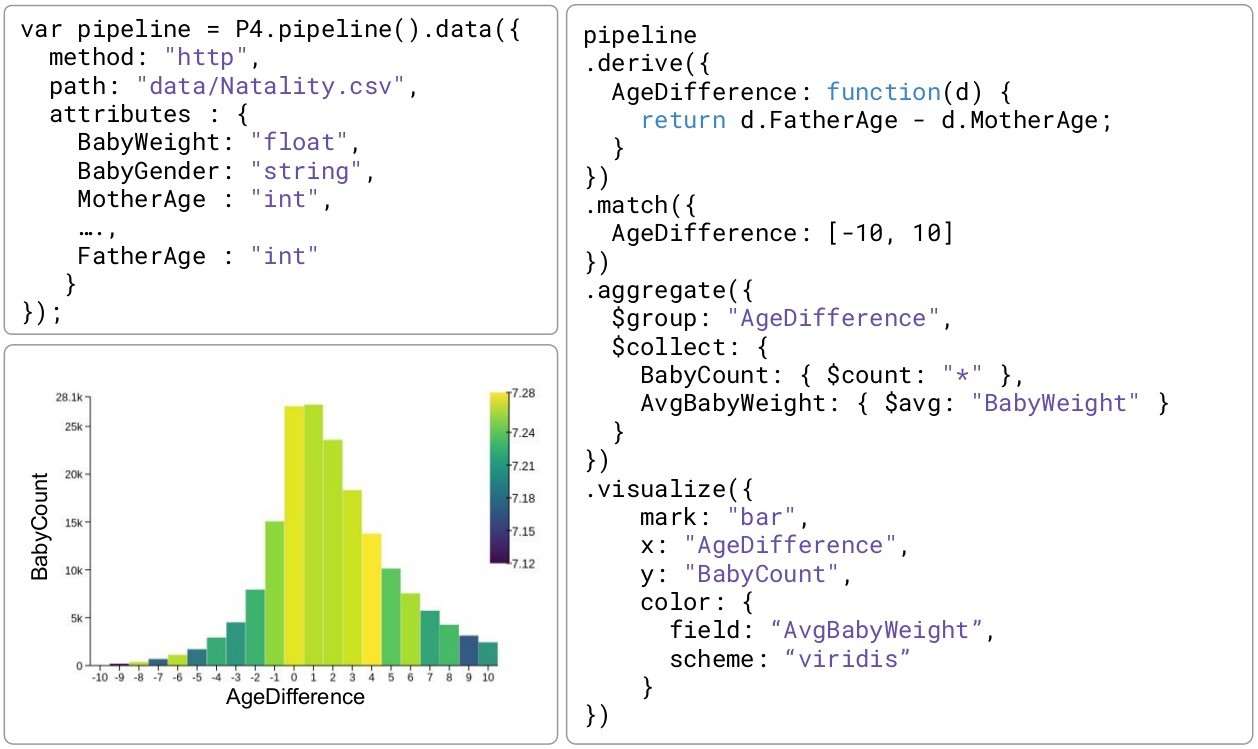 var pipeline = P4.pipeline().data({
  method: "http",
  path: "data/Natality.csv",
  attributes : {
    BabyWeight: "float",
    BabyGender: "string",
    MotherAge : "int",
    ….,
    FatherAge : "int"
   }
});
28.1k
25k
20k
15k
10k
5k
0
BabyCount
-10 -9 -8 -7 -6 -5 -4 -3 -2 -1 0 1 2 3 4 5 6 7 8 9 10
AgeDifference
7.28
7.24
7.21
7.18
7.15
7.12
pipeline
.derive({
  AgeDifference: function(d) {
    return d.FatherAge - d.MotherAge;
  }
})
.match({
  AgeDifference: [-10, 10]
})
.aggregate({
  $group: "AgeDifference",
  $collect: {
    BabyCount: { $count: "*" },
    AvgBabyWeight: { $avg: "BabyWeight" }
  }
})
.visualize({
    mark: "bar",
    x: "AgeDifference",
    y: "BabyCount",
    color: {
      field: “AvgBabyWeight”,
      scheme: “viridis”
    }
})